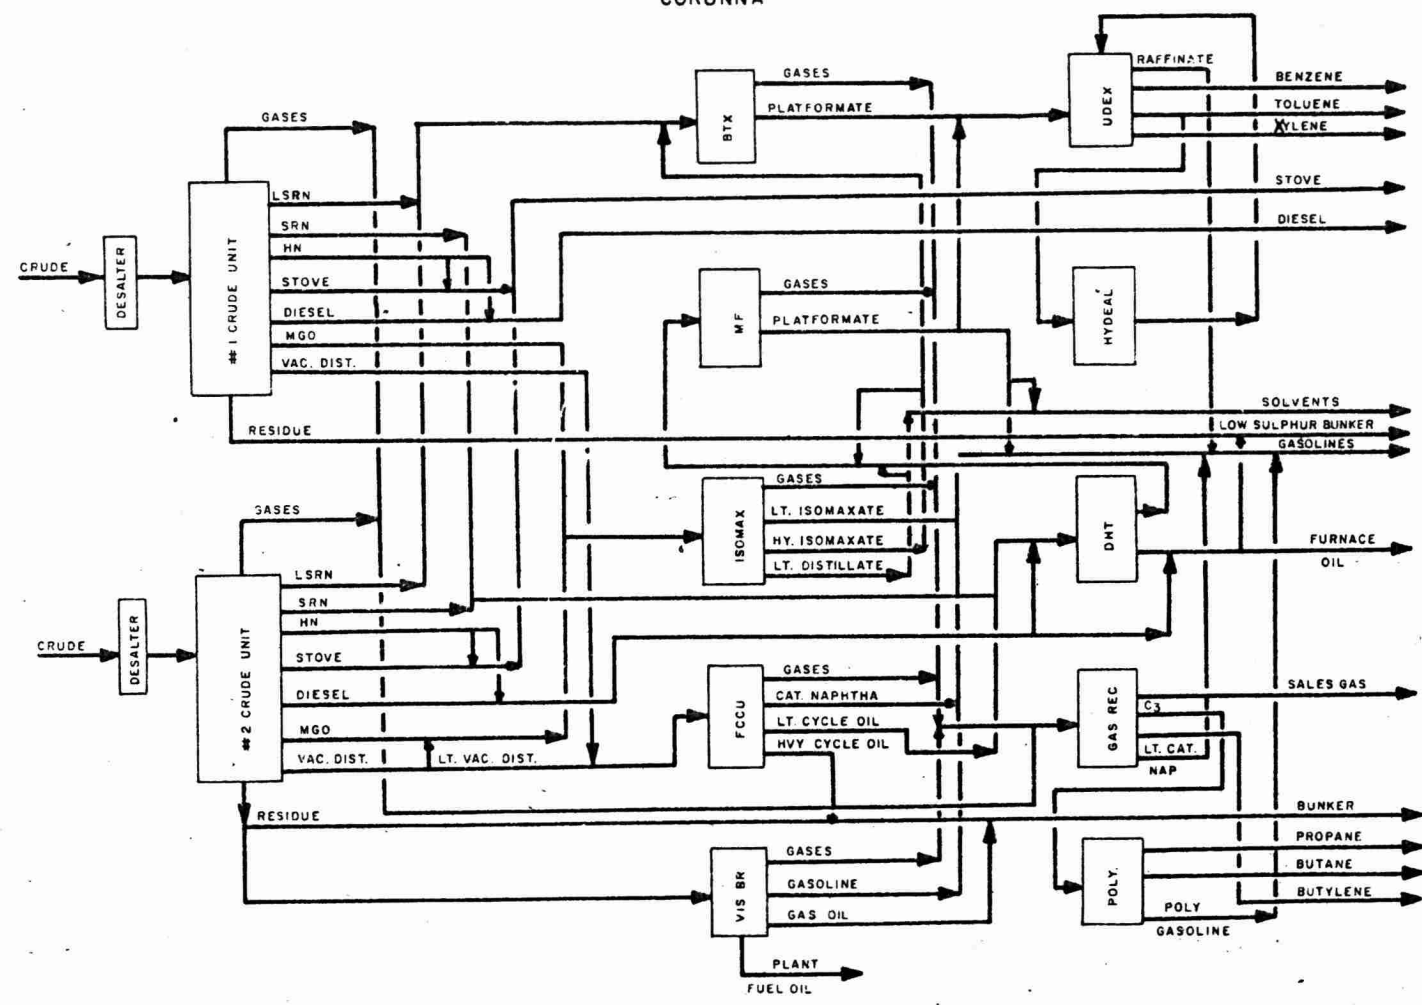 CORUNNA
RAFFINATE
GASES
BENZENE
PLATFORMATE
TOLUENE
XYLENE
BTX
UDEX
GASES
LSRN
STOVE
SRN
DIESEL
HN
CRUDE
DESALTER
#1 CRUDE UNIT
STOVE
DIESEL
MGO
VAC. DIST.
GASES
PLATFORMATE
MF
HYDEAL
SOLVENTS
RESIDUE
LOW SULPHUR BUNKER
GASOLINES
GASES
GASES
LT. ISOMAXATE
HY. ISOMAXATE
LT. DISTILLATE
ISOMAX
DHT
FURNACE
OIL
LSRN
SRN
HN
CRUDE
DESALTER
#2 CRUDE UNIT
STOVE
DIESEL
MGO
VAC. DIST.
LT. VAC. DIST.
GASES
CAT. NAPHTHA
LT. CYCLE OIL
HVY CYCLE OIL
FCCU
GAS REC
SALES GAS
C3
LT. CAT.
NAP
RESIDUE
BUNKER
PROPANE
GASES
BUTANE
GASOLINE
BUTYLENE
GAS OIL
VIS BR
POLY.
POLY
GASOLINE
PLANT
FUEL OIL